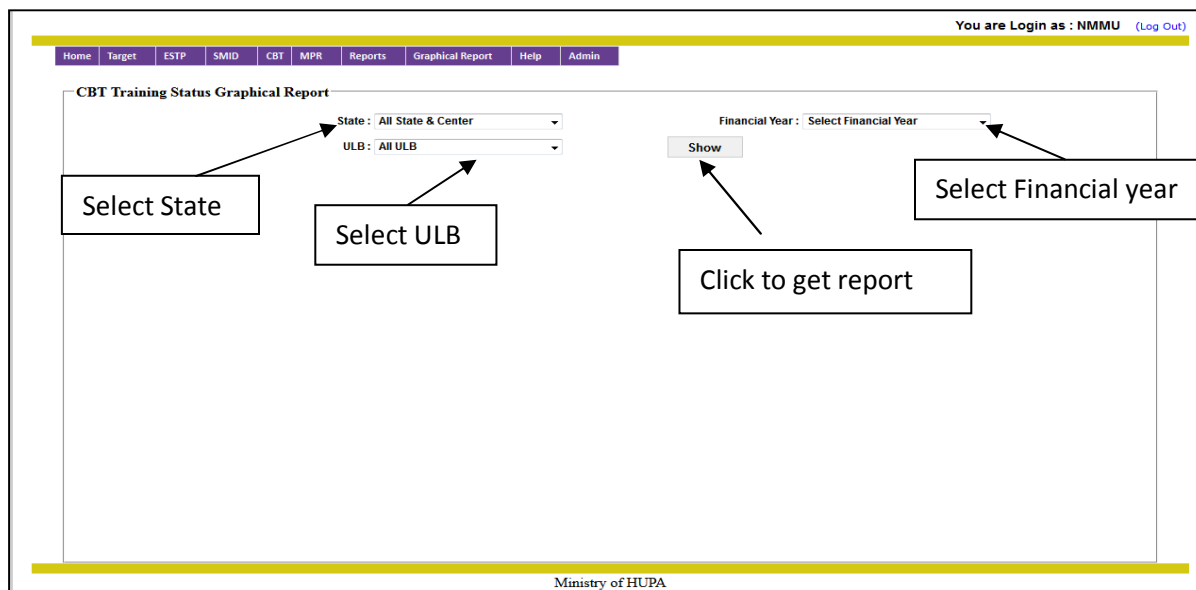 You are Login as : NMMU (Log Out)
Home Target ESTP SMID CBT MPR Reports Graphical Report Help Admin
CBT Training Status Graphical Report
State : All State & Center Financial Year : Select Financial Year
ULB : All ULB Show
Select State
Select ULB
Select Financial year
Click to get report
Ministry of HUPA